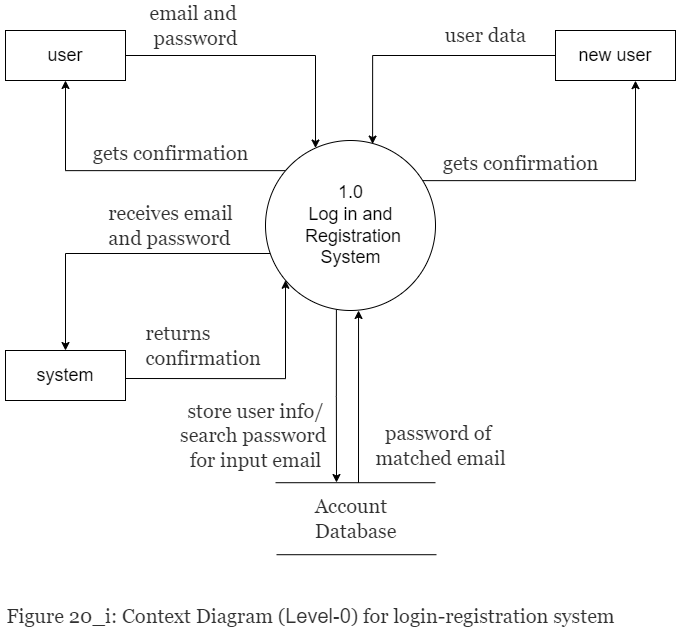 email and
password
user
user data
new user
gets confirmation
gets confirmation
1.0
Log in and
Registration
System
receives email
and password
returns
confirmation
system
store user info/
search password
for input email
password of
matched email
Account
Database
Figure 20_i: Context Diagram (Level-0) for login-registration system